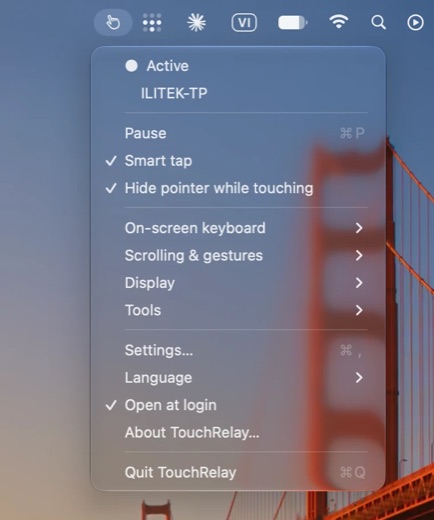 VI
Active
ILITEK-TP
Pause ⌘P
✓ Smart tap
✓ Hide pointer while touching
On-screen keyboard
Scrolling & gestures
Display
Tools
Settings... ⌘,
Language
✓ Open at login
About TouchRelay...
Quit TouchRelay ⌘Q